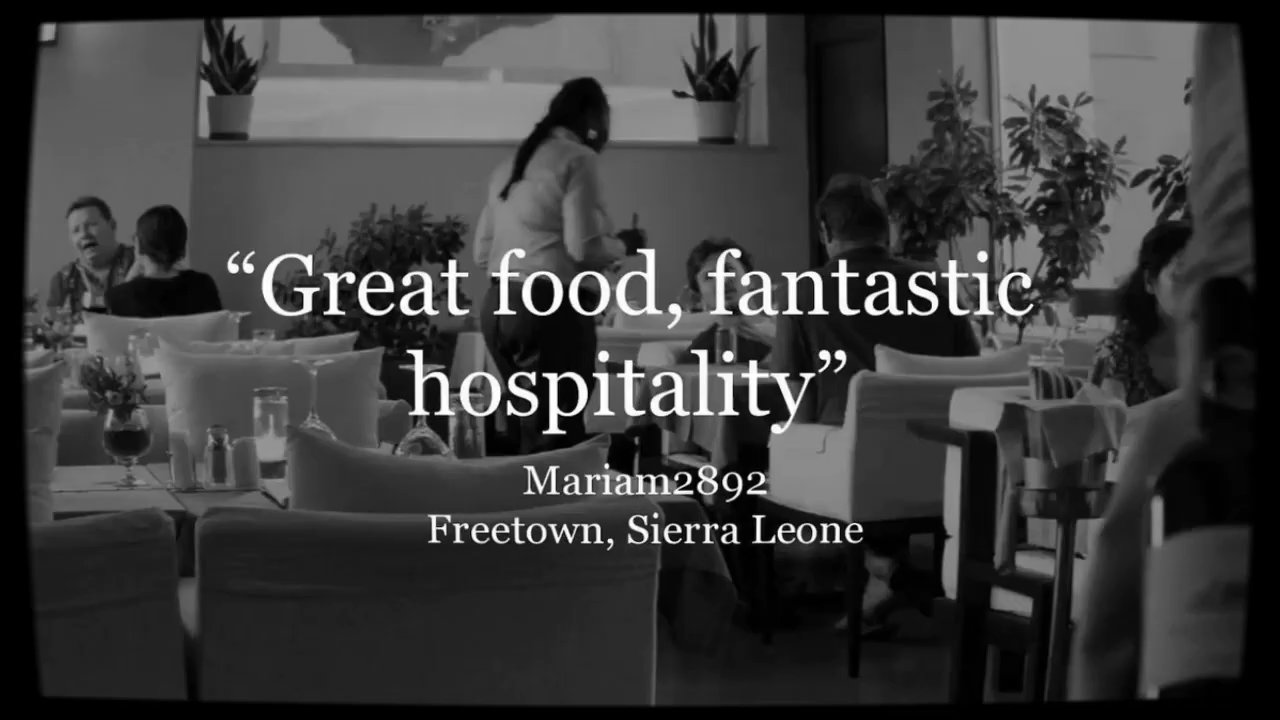 “Great food, fantastic
hospitality”
Mariam2892
Freetown, Sierra Leone